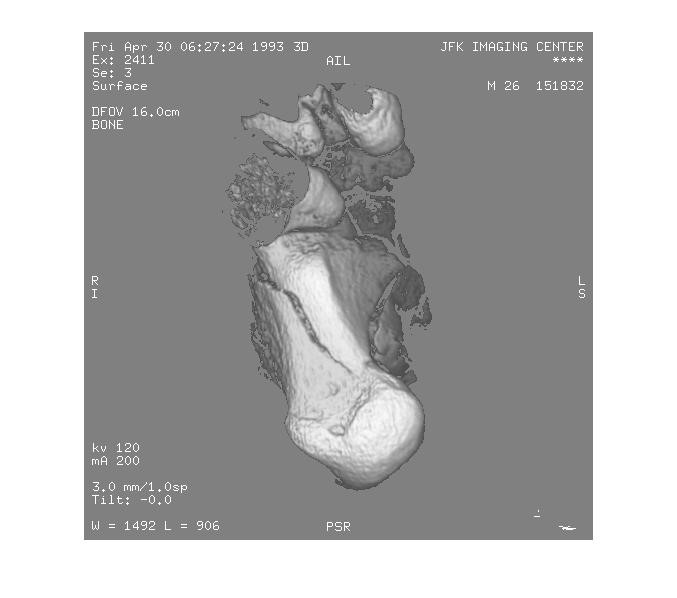 Fri Apr 30 06:27:24 1993 3D
Ex: 2411
Se: 3
Surface
DFOV 16.0cm
BONE
AIL
JFK IMAGING CENTER
****
M 26 151832
R
I
L
S
kv 120
mA 200
3.0 mm/1.0sp
Tilt: -0.0
W = 1492 L = 906
PSR